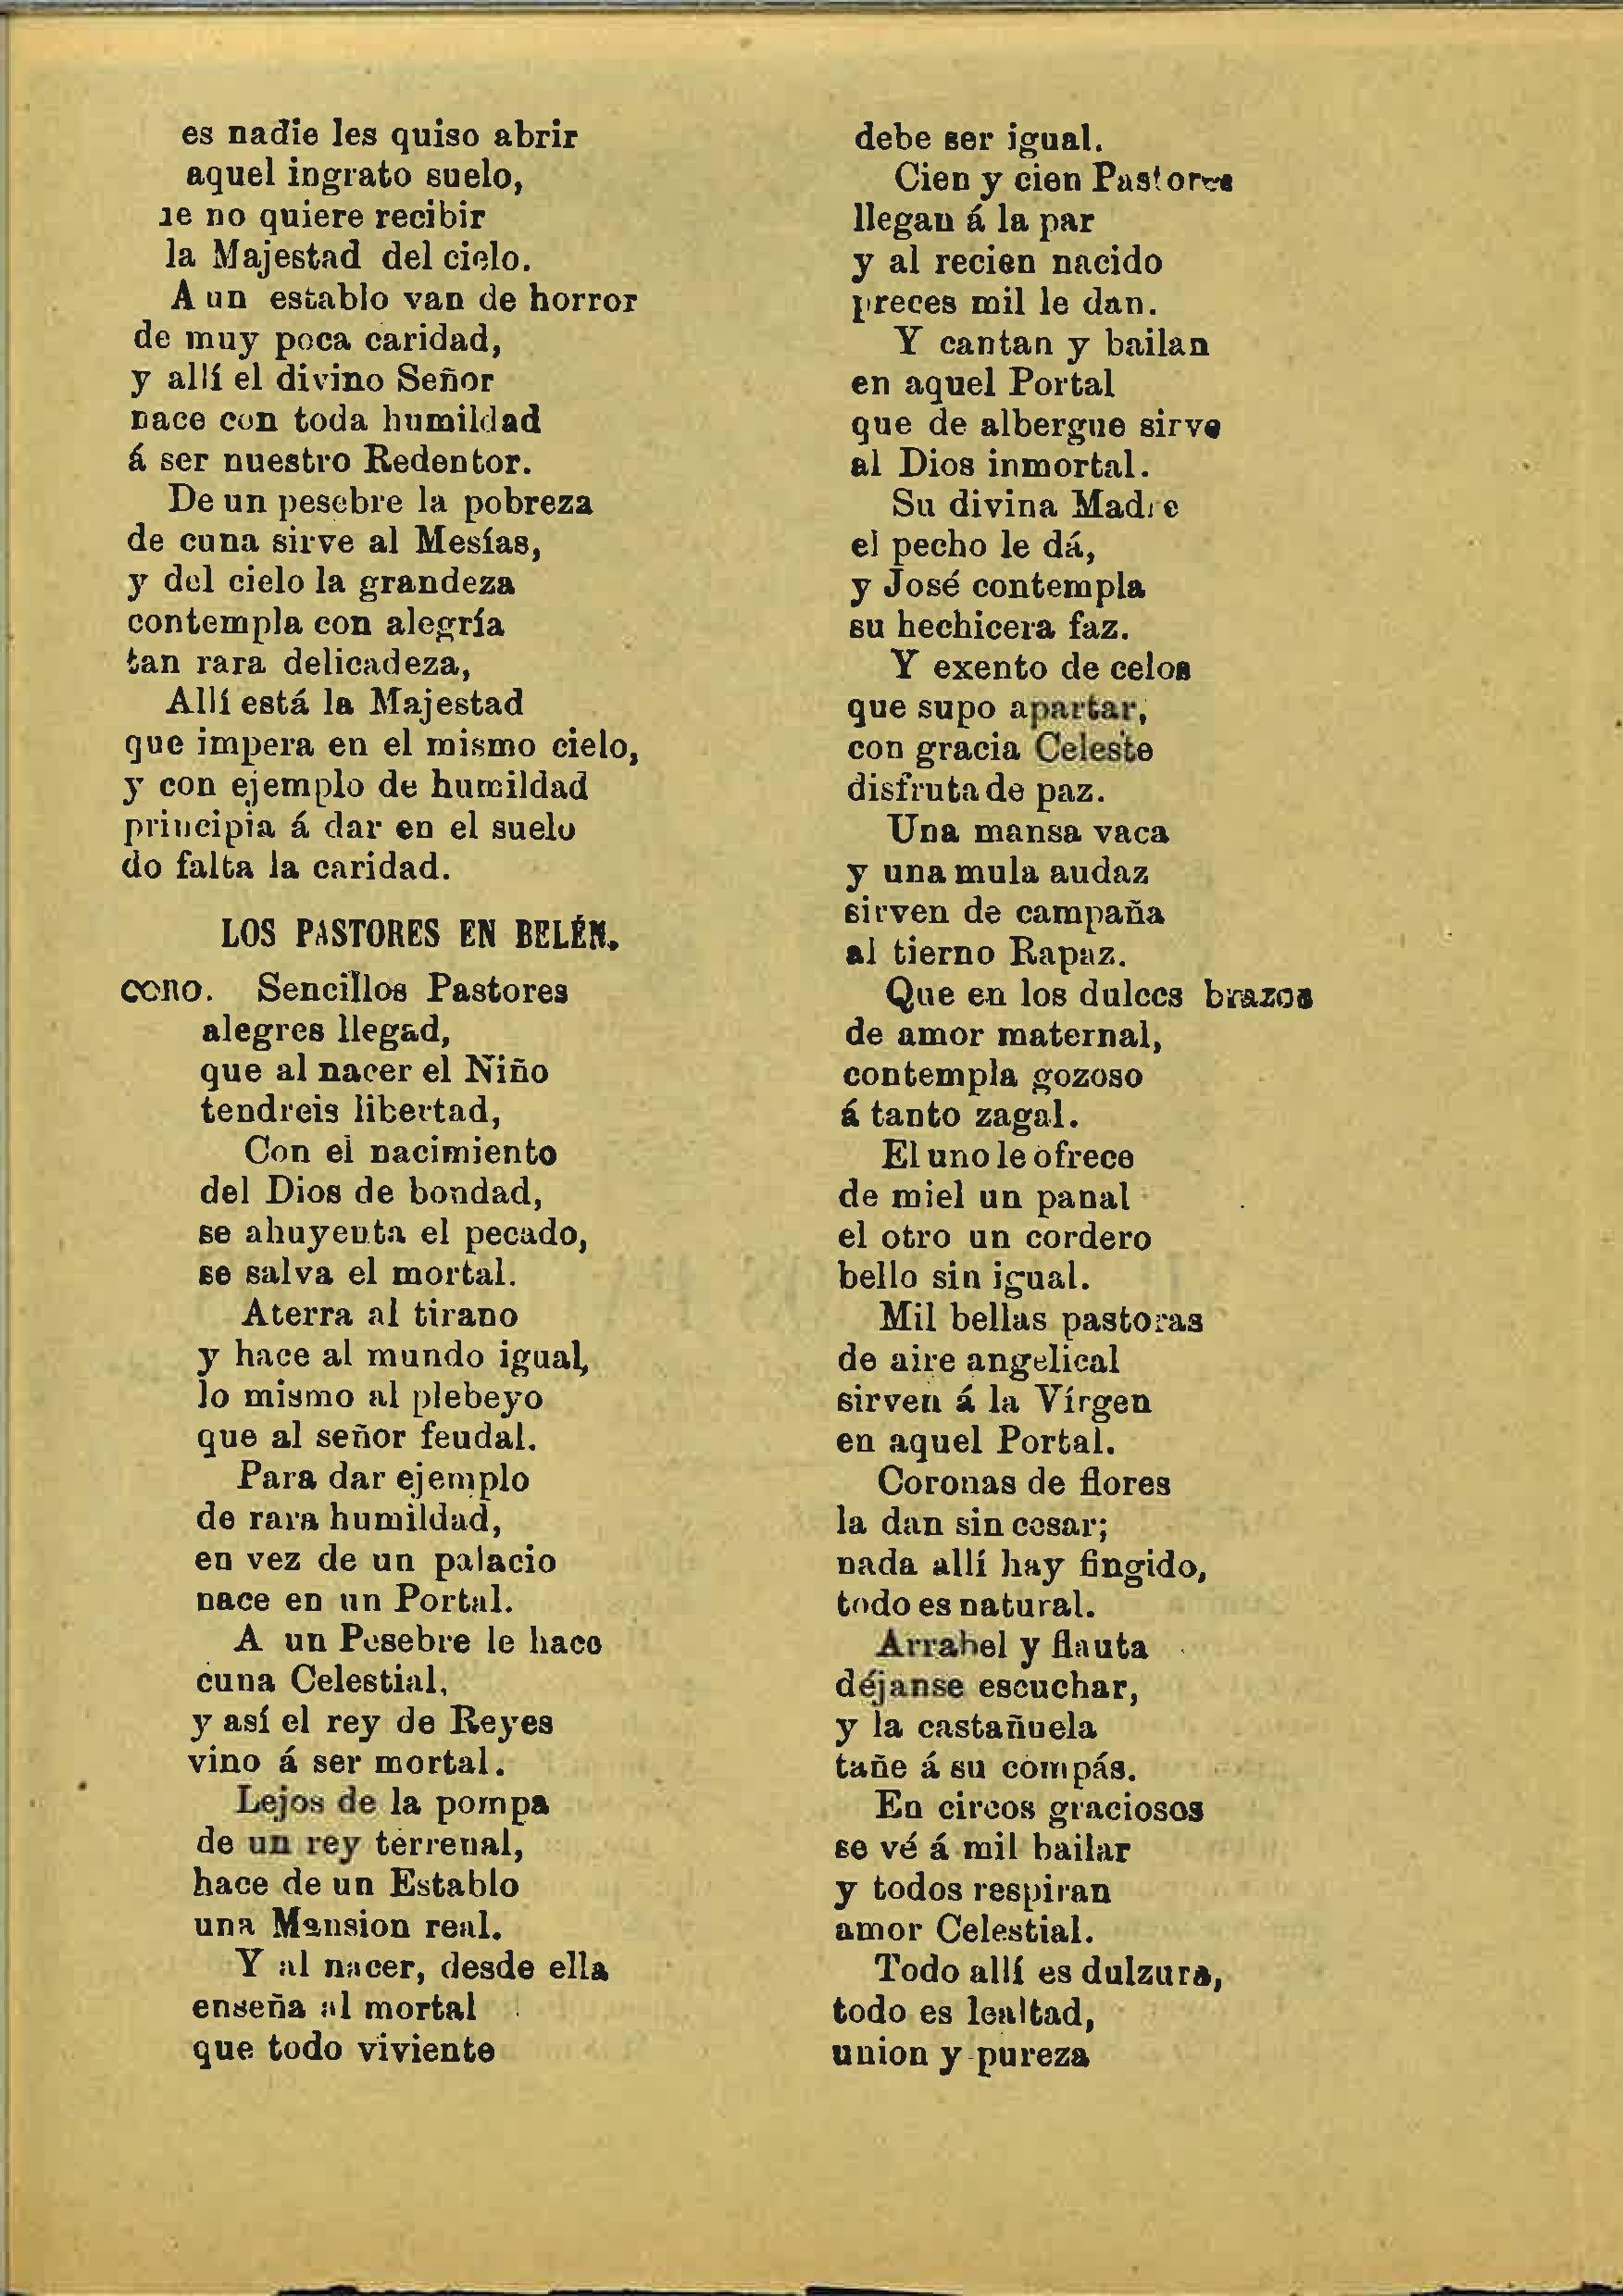 es nadie les quiso abrir
aquel ingrato suelo,
no quiere recibir
la Majestad del cielo.
A un establo van de horror
de muy poca caridad,
y allí el divino Señor
nace con toda humildad
á ser nuestro Redentor.
De un pesebre la pobreza
de cuna sirve al Mesías,
y del cielo la grandeza
contempla con alegría
tan rara delicadeza,
Allí está la Majestad
que impera en el mismo cielo,
y con ejemplo de humildad
principia á dar en el suelo
do falta la caridad.
LOS PASTORES EN BELÉN.
CORO. Sencillos Pastores
alegres llegad,
que al nacer el Niño
tendreis libertad,
Con el nacimiento
del Dios de bondad,
se ahuyenta el pecado,
se salva el mortal.
Aterra al tirano
y hace al mundo igual,
lo mismo al plebeyo
que al señor feudal.
Para dar ejemplo
de rara humildad,
en vez de un palacio
nace en un Portal.
A un Pesebre le hace
cuna Celestial,
y así el rey de Reyes
vino á ser mortal.
Lejos de la pompa
de un rey terrenal,
hace de un Establo
una Mansion real.
Y al nacer, desde ella
enseña al mortal
que todo viviente
debe ser igual.
Cien y cien Pastores
llegan á la par
y al recien nacido
preces mil le dan.
Y cantan y bailan
en aquel Portal
que de albergue sirve
al Dios inmortal.
Su divina Madre
el pecho le dá,
y José contempla
su hechicera faz.
Y exento de celos
que supo apartar,
con gracia Celeste
disfruta de paz.
Una mansa vaca
y una mula audaz
sirven de campaña
al tierno Rapaz.
Que en los dulces brazos
de amor maternal,
contempla gozoso
á tanto zagal.
El uno le ofrece
de miel un panal
el otro un cordero
bello sin igual.
Mil bellas pastoras
de aire angelical
sirven á la Vírgen
en aquel Portal.
Coronas de flores
la dan sin cesar;
nada allí hay fingido,
todo es natural.
Arrabel y flauta
déjanse escuchar,
y la castañuela
tañe á su compás.
En circos graciosos
se vé á mil bailar
y todos respiran
amor Celestial.
Todo allí es dulzura,
todo es lealtad,
union y pureza